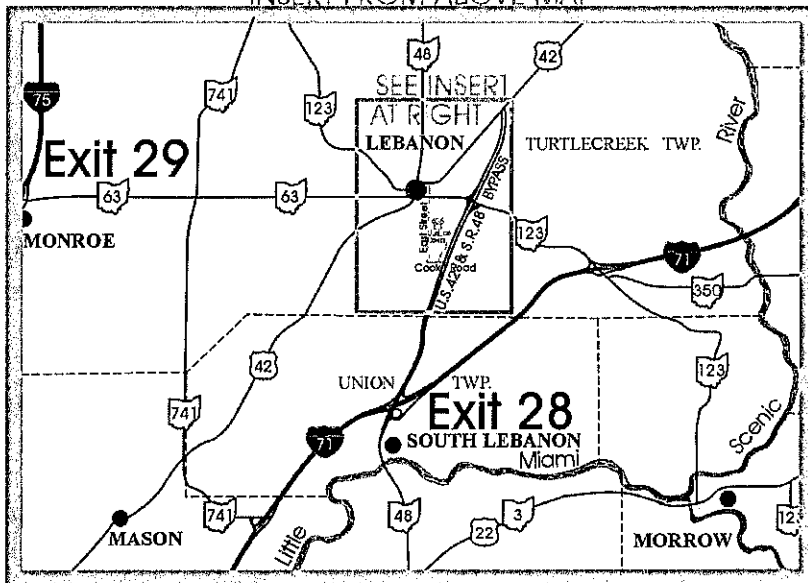 INSERT FROM ABOVE MAP
48
42
75
741
123
SEE INSERT
AT RIGHT
LEBANON
TURTLECREEK TWP.
River
Exit 29
63
63
MONROE
East Street
U.S. 42 & S.R. 48 BYPASS
123
71
Cook Road
350
42
123
UNION TWP.
741
Exit 28
71
SOUTH LEBANON
Scenic
Miami
741
MASON
Little
48
22
3
MORROW
123